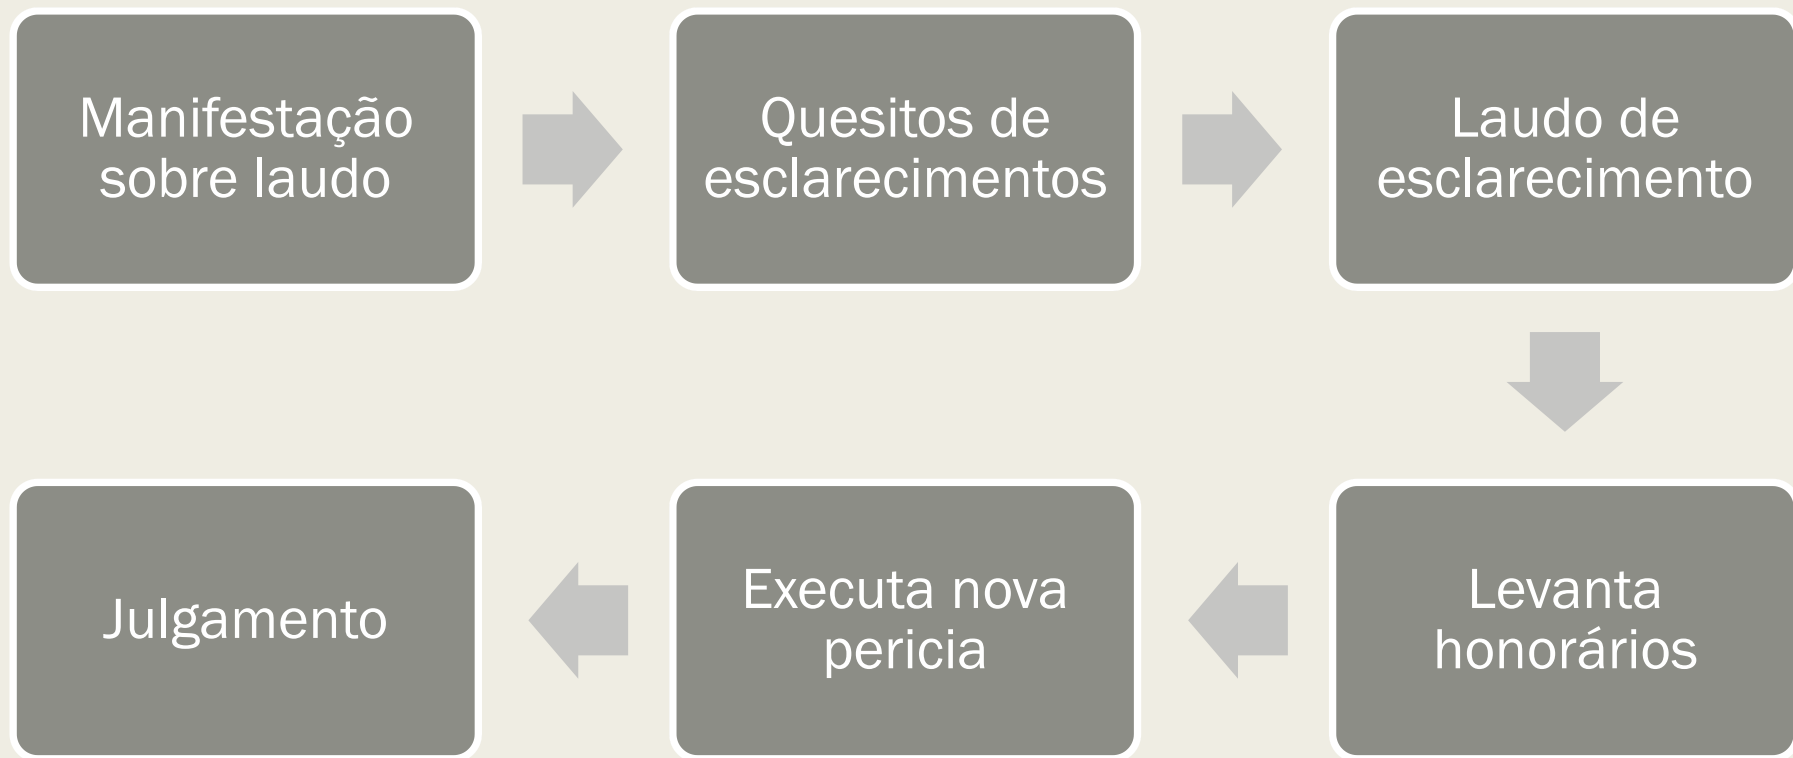 Manifestação
sobre laudo
Quesitos de
esclarecimentos
Laudo de
esclarecimento
Levanta
honorários
Executa nova
pericia
Julgamento